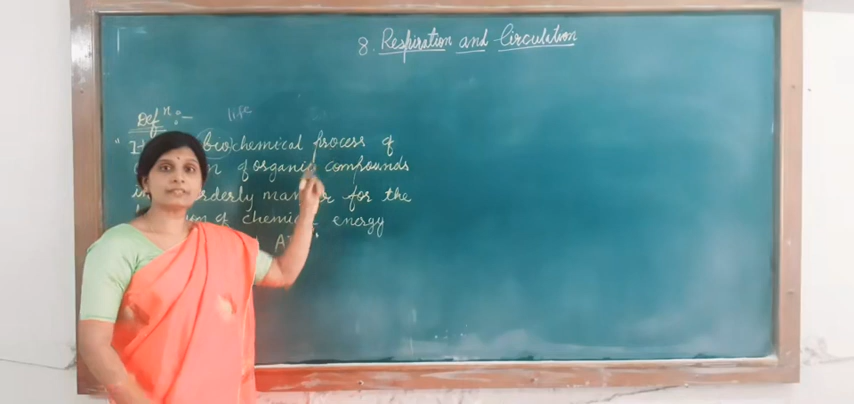 8. Respiration and Circulation
Defⁿ :- life
" biochemical process of
of organic compounds
orderly manner for the
of chemical energy